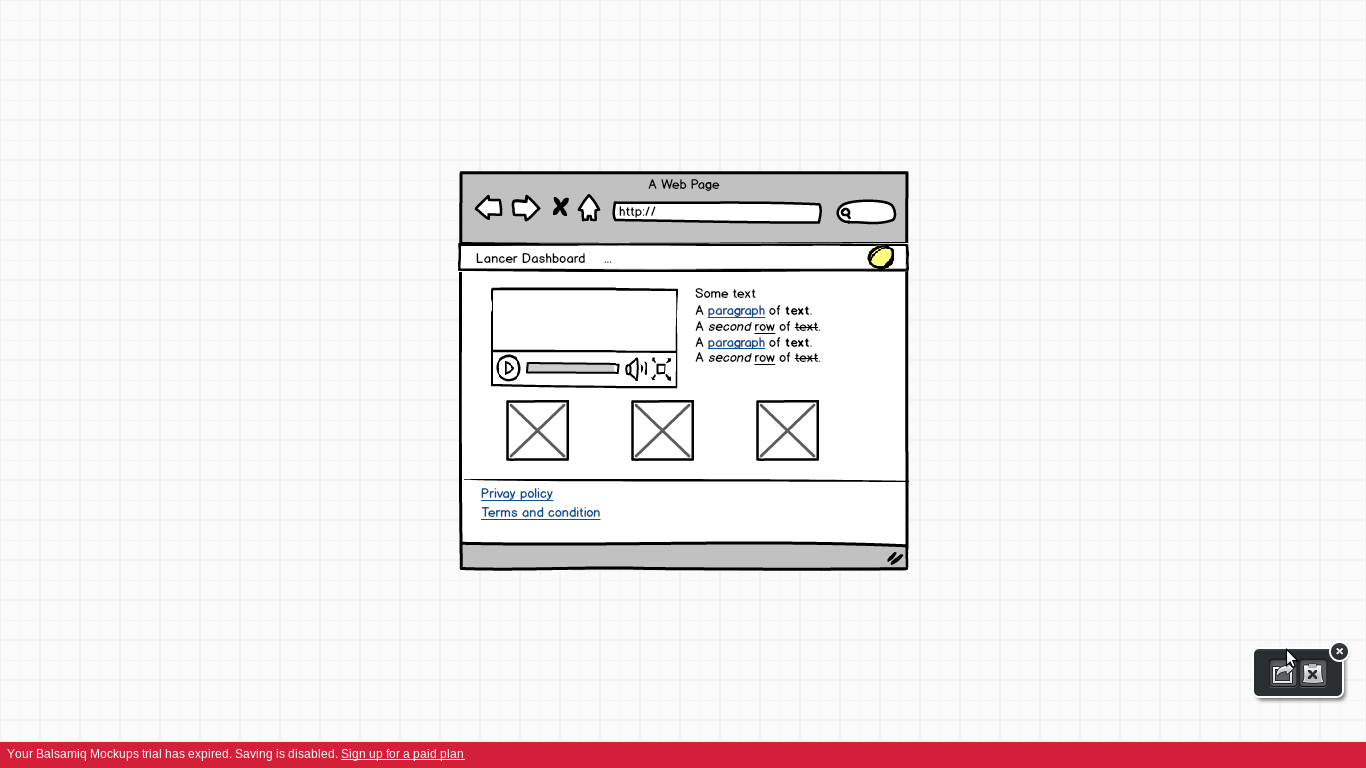 A Web Page
http://
Lancer Dashboard ...
Some text
A paragraph of text.
A second row of text.
A paragraph of text.
A second row of text.
Privay policy
Terms and condition
Your Balsamiq Mockups trial has expired. Saving is disabled. Sign up for a paid plan